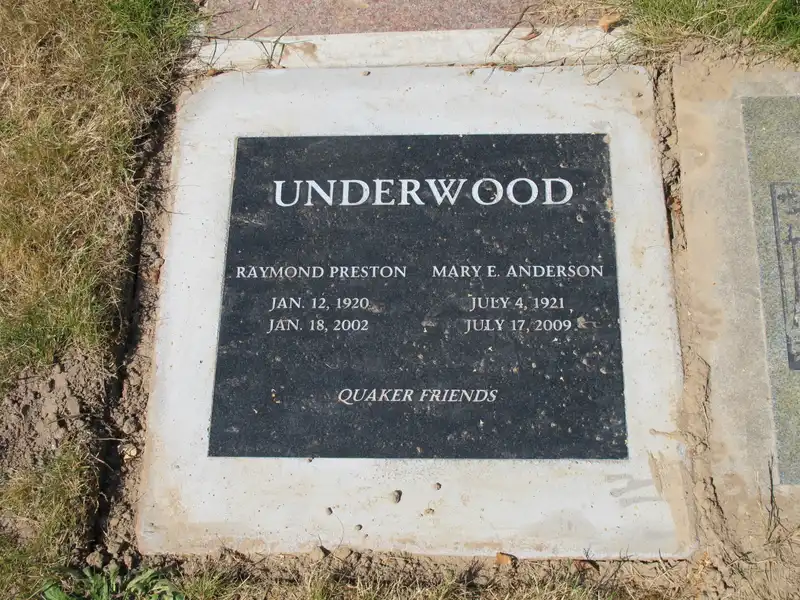 UNDERWOOD
RAYMOND PRESTON MARY E. ANDERSON
JAN. 12, 1920 JULY 4, 1921
JAN. 18, 2002 JULY 17, 2009
QUAKER FRIENDS